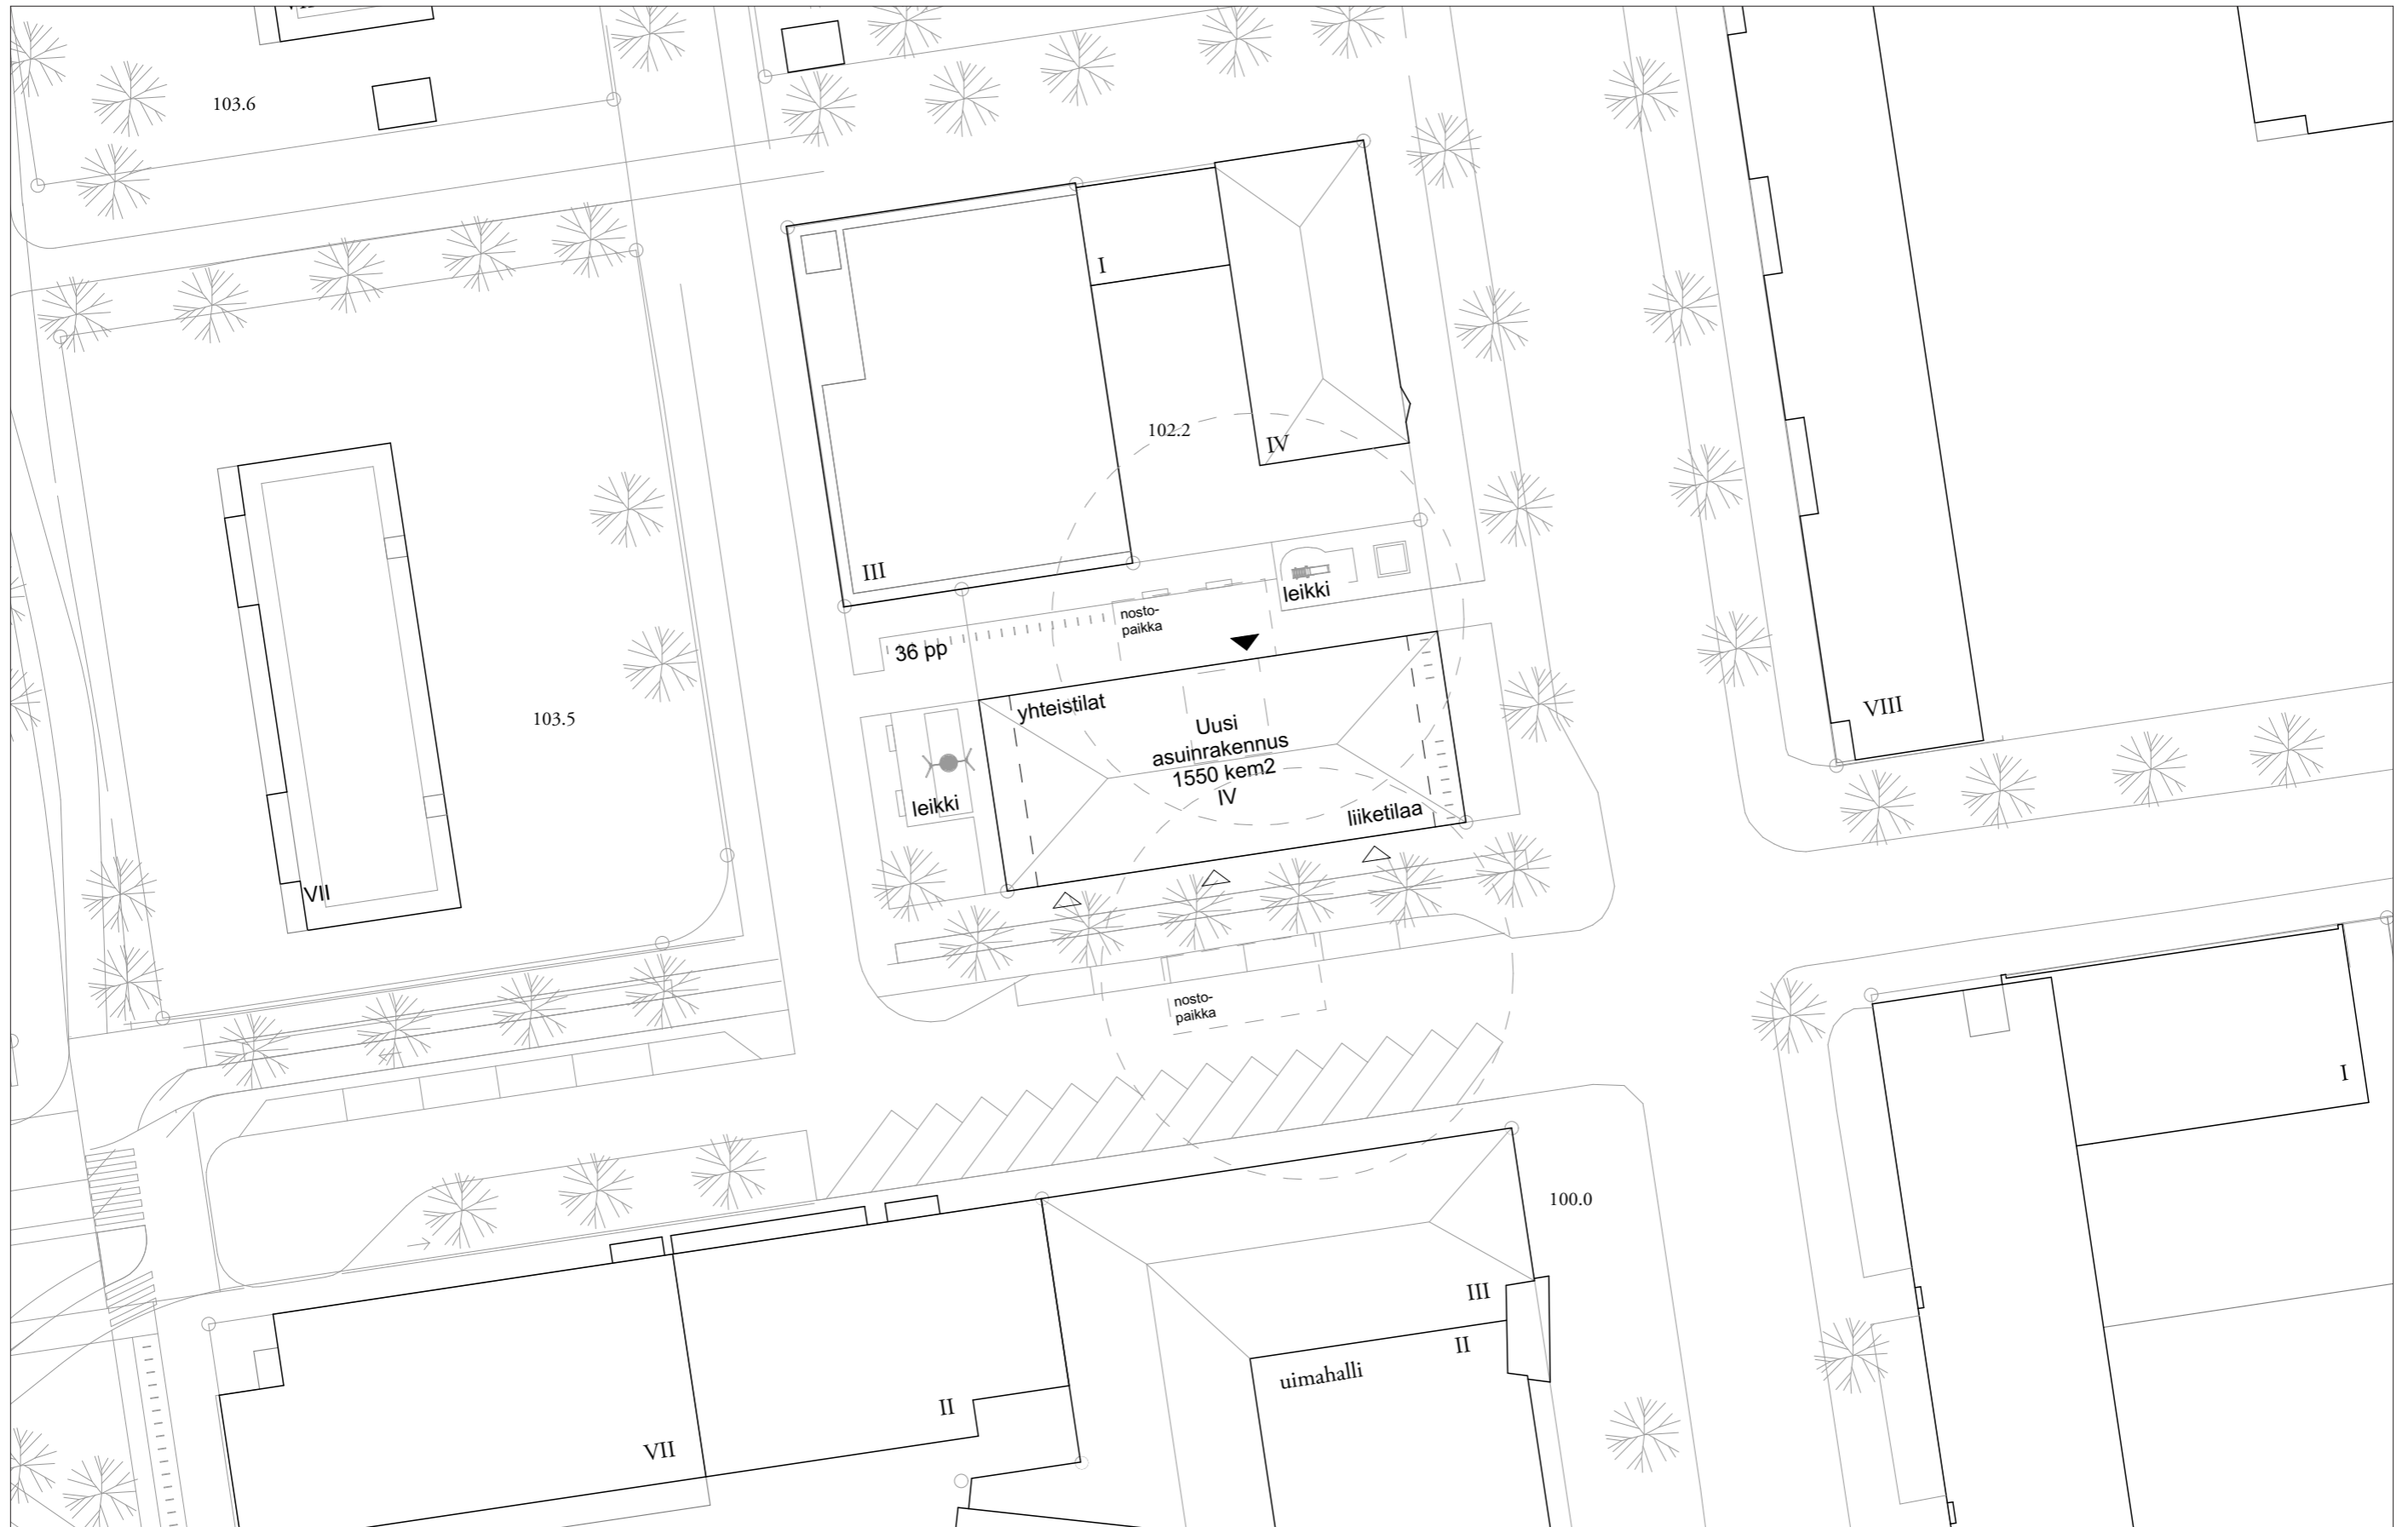 103.6
I
102.2
IV
III
leikki
nosto-
paikka
36 pp
yhteistilat
Uusi
asuinrakennus
1550 kem2
IV
liiketilaa
leikki
103.5
VII
VIII
nosto-
paikka
I
100.0
III
II
uimahalli
II
VII